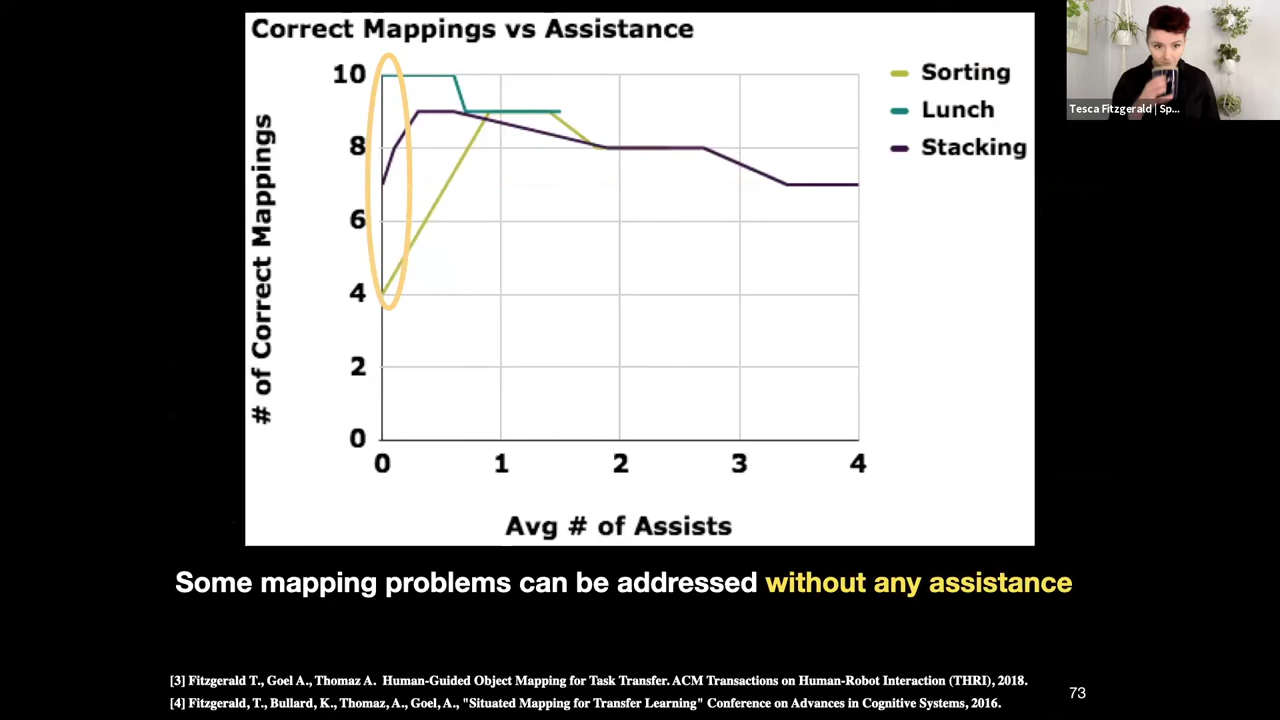 Correct Mappings vs Assistance
Tesca Fitzgerald | Sp...
Sorting
Lunch
Stacking
# of Correct Mappings
10
8
6
4
2
0
0 1 2 3 4
Avg # of Assists
Some mapping problems can be addressed without any assistance
[3] Fitzgerald T., Goel A., Thomaz A. Human-Guided Object Mapping for Task Transfer. ACM Transactions on Human-Robot Interaction (THRI), 2018.
[4] Fitzgerald, T., Bullard, K., Thomaz, A., Goel, A., "Situated Mapping for Transfer Learning" Conference on Advances in Cognitive Systems, 2016.
73